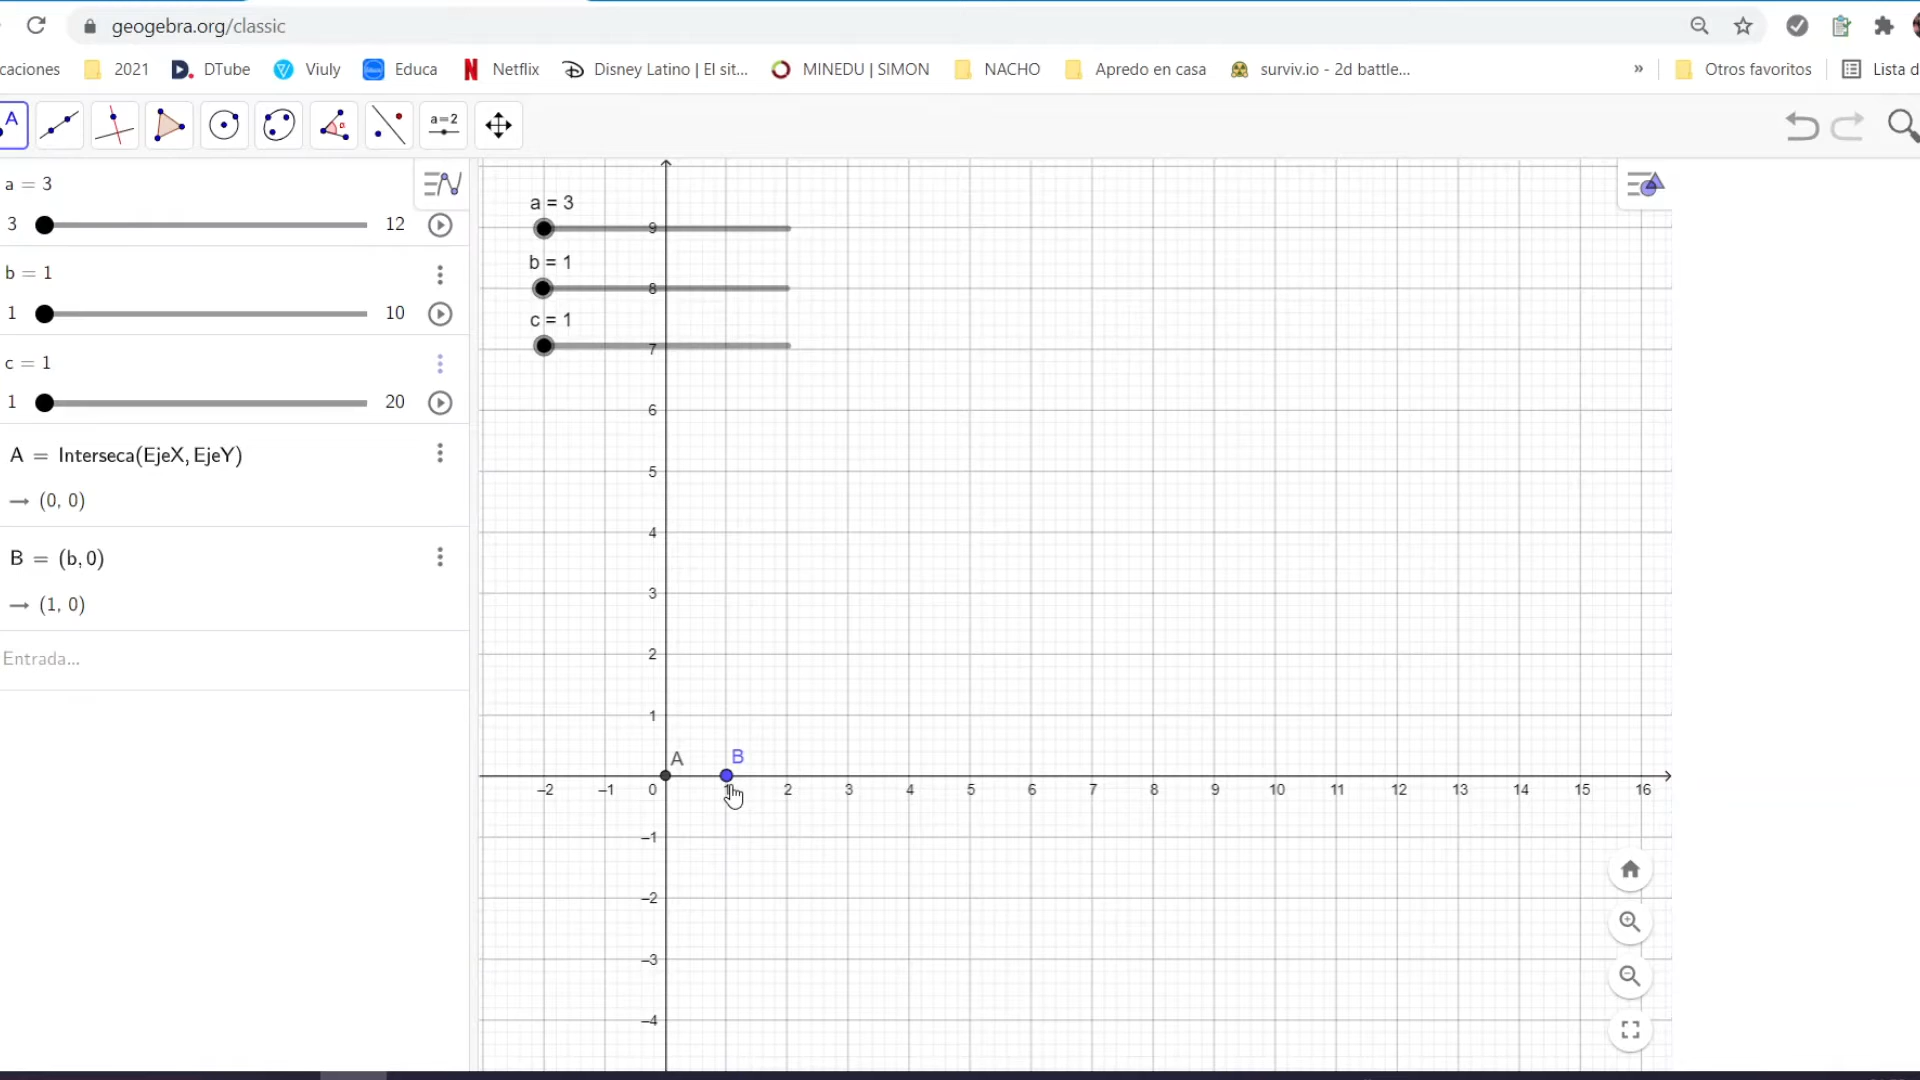 geogebra.org/classic
caciones 2021 DTube Viuly Educa Netflix Disney Latino | El sit... MINEDU | SIMON NACHO Apredo en casa surviv.io - 2d battle... » Otros favoritos Lista d
A a=2
a = 3
3 12
b = 1
1 10
c = 1
1 20
A = Interseca(EjeX, EjeY)
→ (0, 0)
B = (b, 0)
→ (1, 0)
Entrada...
a = 3
9
b = 1
8
c = 1
7
6
5
4
3
2
1
A B
−2 −1 0 1 2 3 4 5 6 7 8 9 10 11 12 13 14 15 16
−1
−2
−3
−4